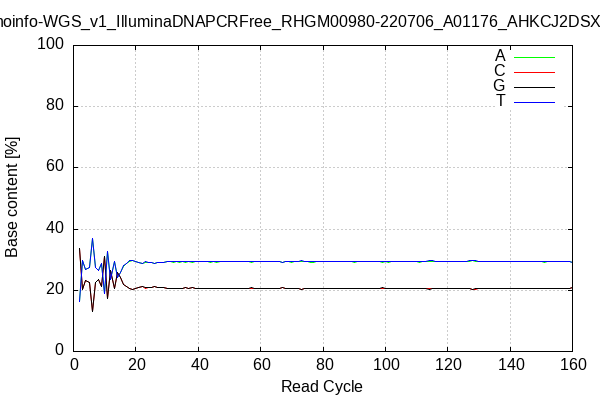 noinfo-WGS_v1_IlluminaDNAPCRFree_RHGM00980-220706_A01176_AHKCJ2DSX
100
80
60
40
20
0
Base content [%]
A
C
G
T
0 20 40 60 80 100 120 140 160
Read Cycle